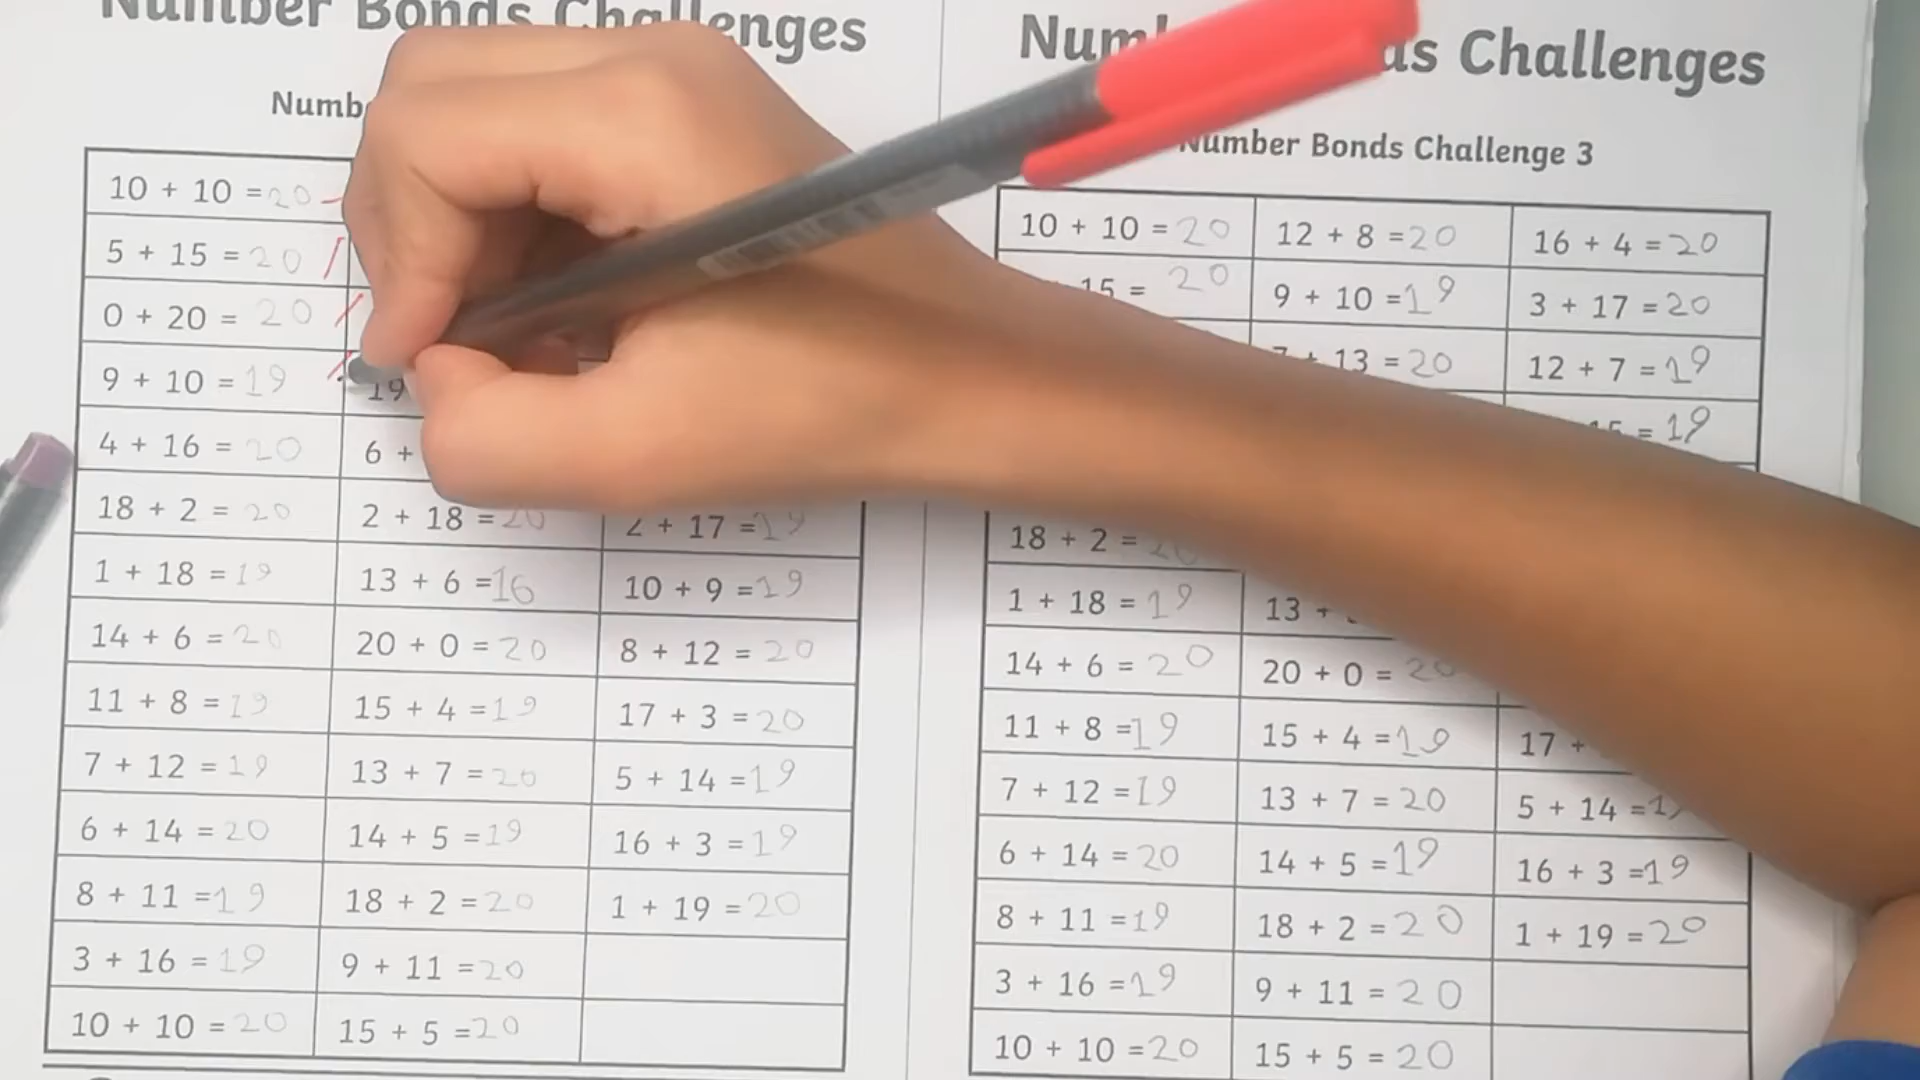 Number Bonds Challenges
10 + 10 = 20
5 + 15 = 20
0 + 20 = 20
9 + 10 = 19
19
4 + 16 = 20
6 +
18 + 2 = 20
2 + 18 = 20
2 + 17 = 19
1 + 18 = 19
13 + 6 = 16
10 + 9 = 19
14 + 6 = 20
20 + 0 = 20
8 + 12 = 20
11 + 8 = 19
15 + 4 = 19
17 + 3 = 20
7 + 12 = 19
13 + 7 = 20
5 + 14 = 19
6 + 14 = 20
14 + 5 = 19
16 + 3 = 19
8 + 11 = 19
18 + 2 = 20
1 + 19 = 20
3 + 16 = 19
9 + 11 = 20
10 + 10 = 20
15 + 5 = 20
Challenges
Number Bonds Challenge 3
10 + 10 = 20
12 + 8 = 20
16 + 4 = 20
15 = 20
9 + 10 = 19
3 + 17 = 20
+ 13 = 20
12 + 7 = 19
= 19
18 + 2 = 20
1 + 18 = 19
13 +
14 + 6 = 20
20 + 0 = 20
11 + 8 = 19
15 + 4 = 19
17 +
7 + 12 = 19
13 + 7 = 20
5 + 14 = 19
6 + 14 = 20
14 + 5 = 19
16 + 3 = 19
8 + 11 = 19
18 + 2 = 20
1 + 19 = 20
3 + 16 = 19
9 + 11 = 20
10 + 10 = 20
15 + 5 = 20